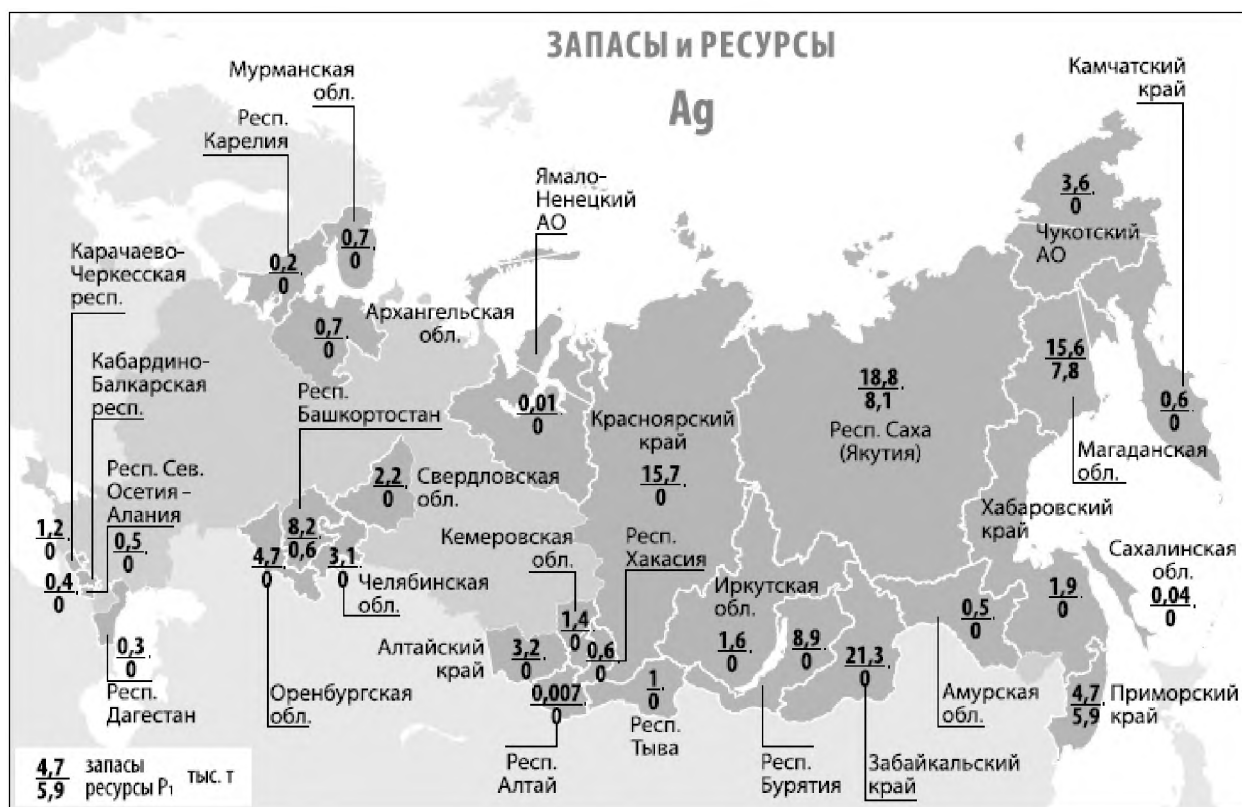 ЗАПАСЫ и РЕСУРСЫ
Ag
Мурманская
обл.
0,7
0
Респ.
Карелия
0,2
0
Архангельская
обл.
0,7
0
Ямало-
Ненецкий
АО
0,01
0
Камчатский
край
0,6
0
3,6
0
Чукотский
АО
15,6
7,8
Магаданская
обл.
18,8
8,1
Респ. Саха
(Якутия)
Красноярский
край
15,7
0
Карачаево-
Черкесская
респ.
1,2
0
Кабардино-
Балкарская
респ.
0,4
0
Респ. Сев.
Осетия –
Алания
0,5
0
0,3
0
Респ.
Дагестан
Респ.
Башкортостан
8,2
0,6
2,2
0
Свердловская
обл.
4,7
0
Оренбургская
обл.
3,1
0
Челябинская
обл.
Кемеровская
обл.
1,4
0
Респ.
Хакасия
0,6
0
Алтайский
край
3,2
0
0,007
0
Респ.
Алтай
1
0
Респ.
Тыва
Иркутская
обл.
1,6
0
8,9
0
Респ.
Бурятия
21,3
0
Забайкальский
край
0,5
0
Амурская
обл.
Хабаровский
край
1,9
0
Сахалинская
обл.
0,04
0
4,7
5,9
Приморский
край
4,7 запасы
5,9 ресурсы P₁
тыс. т